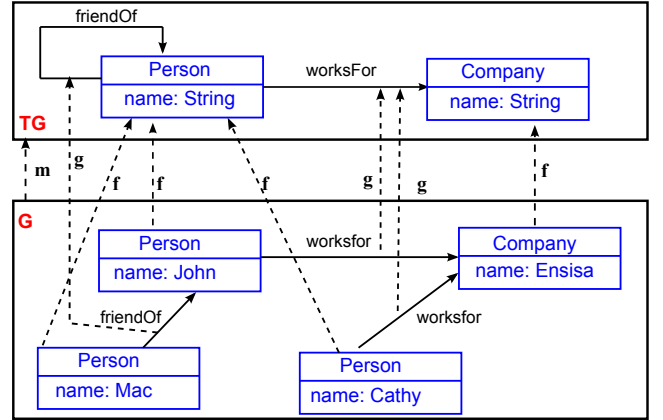 friendOf
Person
name: String
worksFor
Company
name: String
TG
m
g
f
f
f
g
g
f
G
Person
name: John
worksfor
Company
name: Ensisa
friendOf
worksfor
Person
name: Mac
Person
name: Cathy